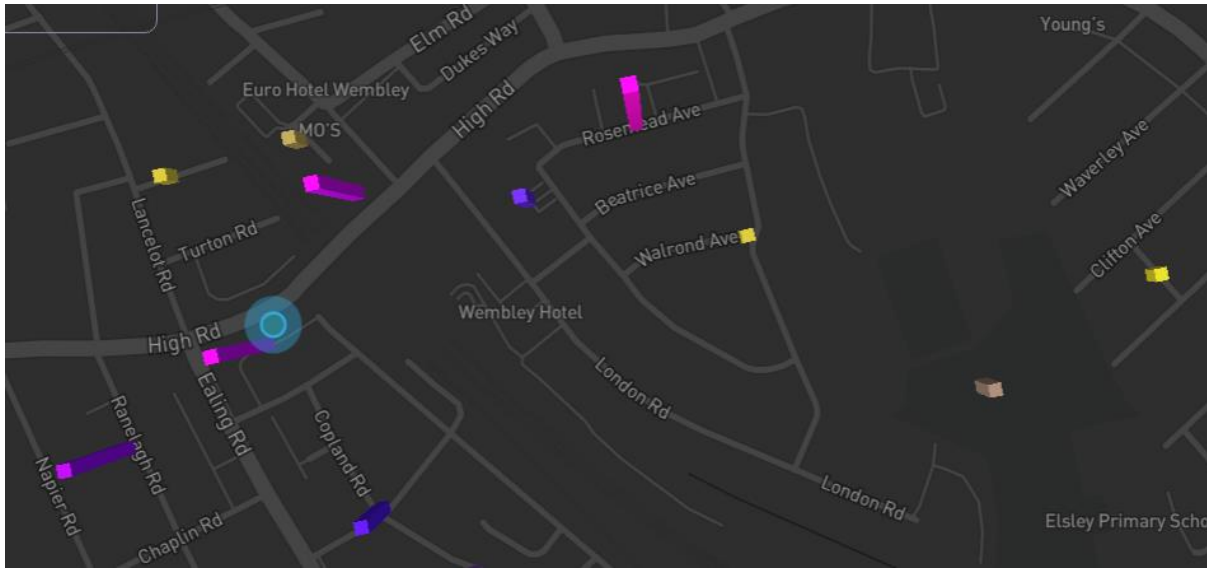 Elm Rd
Dukes Way
Young's
Euro Hotel Wembley
High Rd
MO'S
Rosemead Ave
Waverley Ave
Beatrice Ave
Lancelot Rd
Turton Rd
Walrond Ave
Clifton Ave
Wembley Hotel
High Rd
London Rd
Ealing Rd
Ranelagh Rd
Copland Rd
Napier Rd
London Rd
Chaplin Rd
Elsley Primary Scho